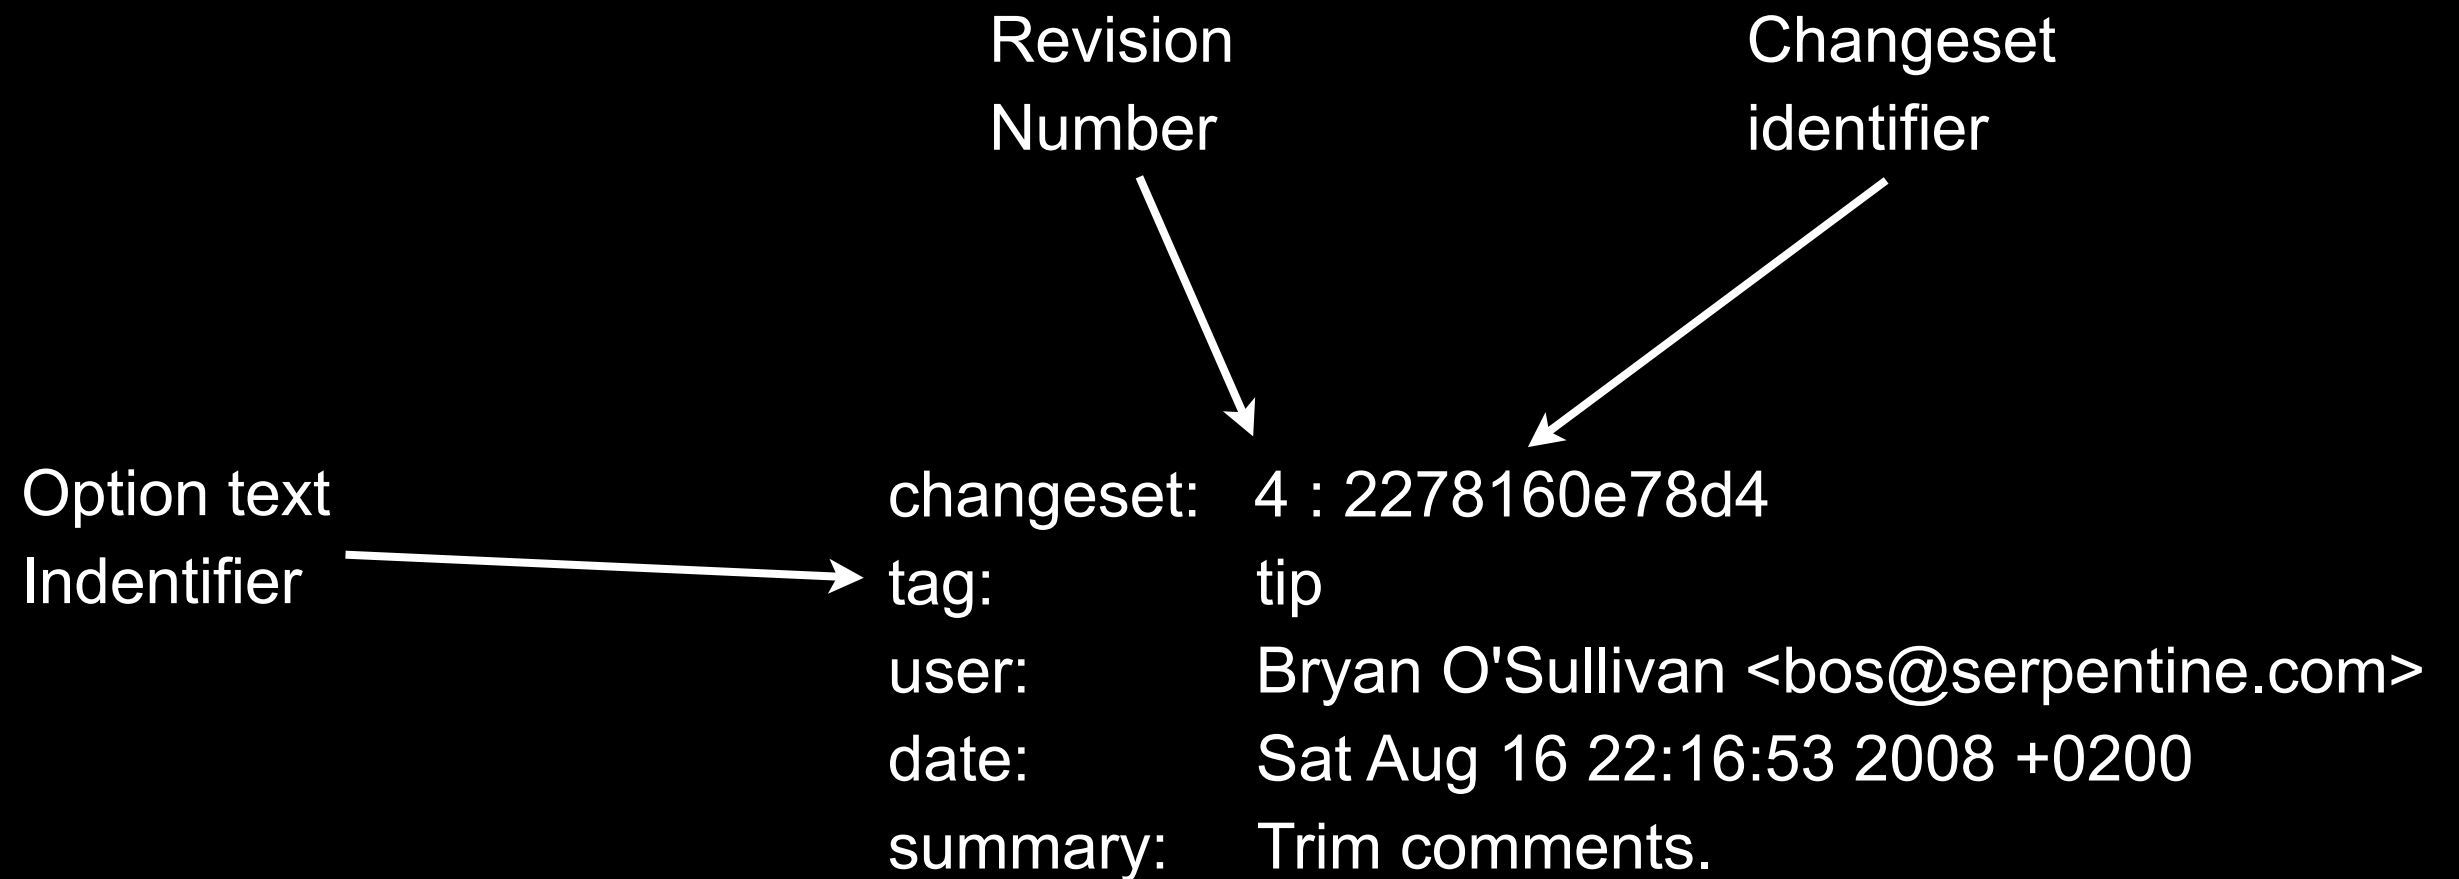 Revision
Number
Changeset
identifier
Option text
Indentifier
changeset: 4 : 2278160e78d4
tag: tip
user: Bryan O'Sullivan <bos@serpentine.com>
date: Sat Aug 16 22:16:53 2008 +0200
summary: Trim comments.